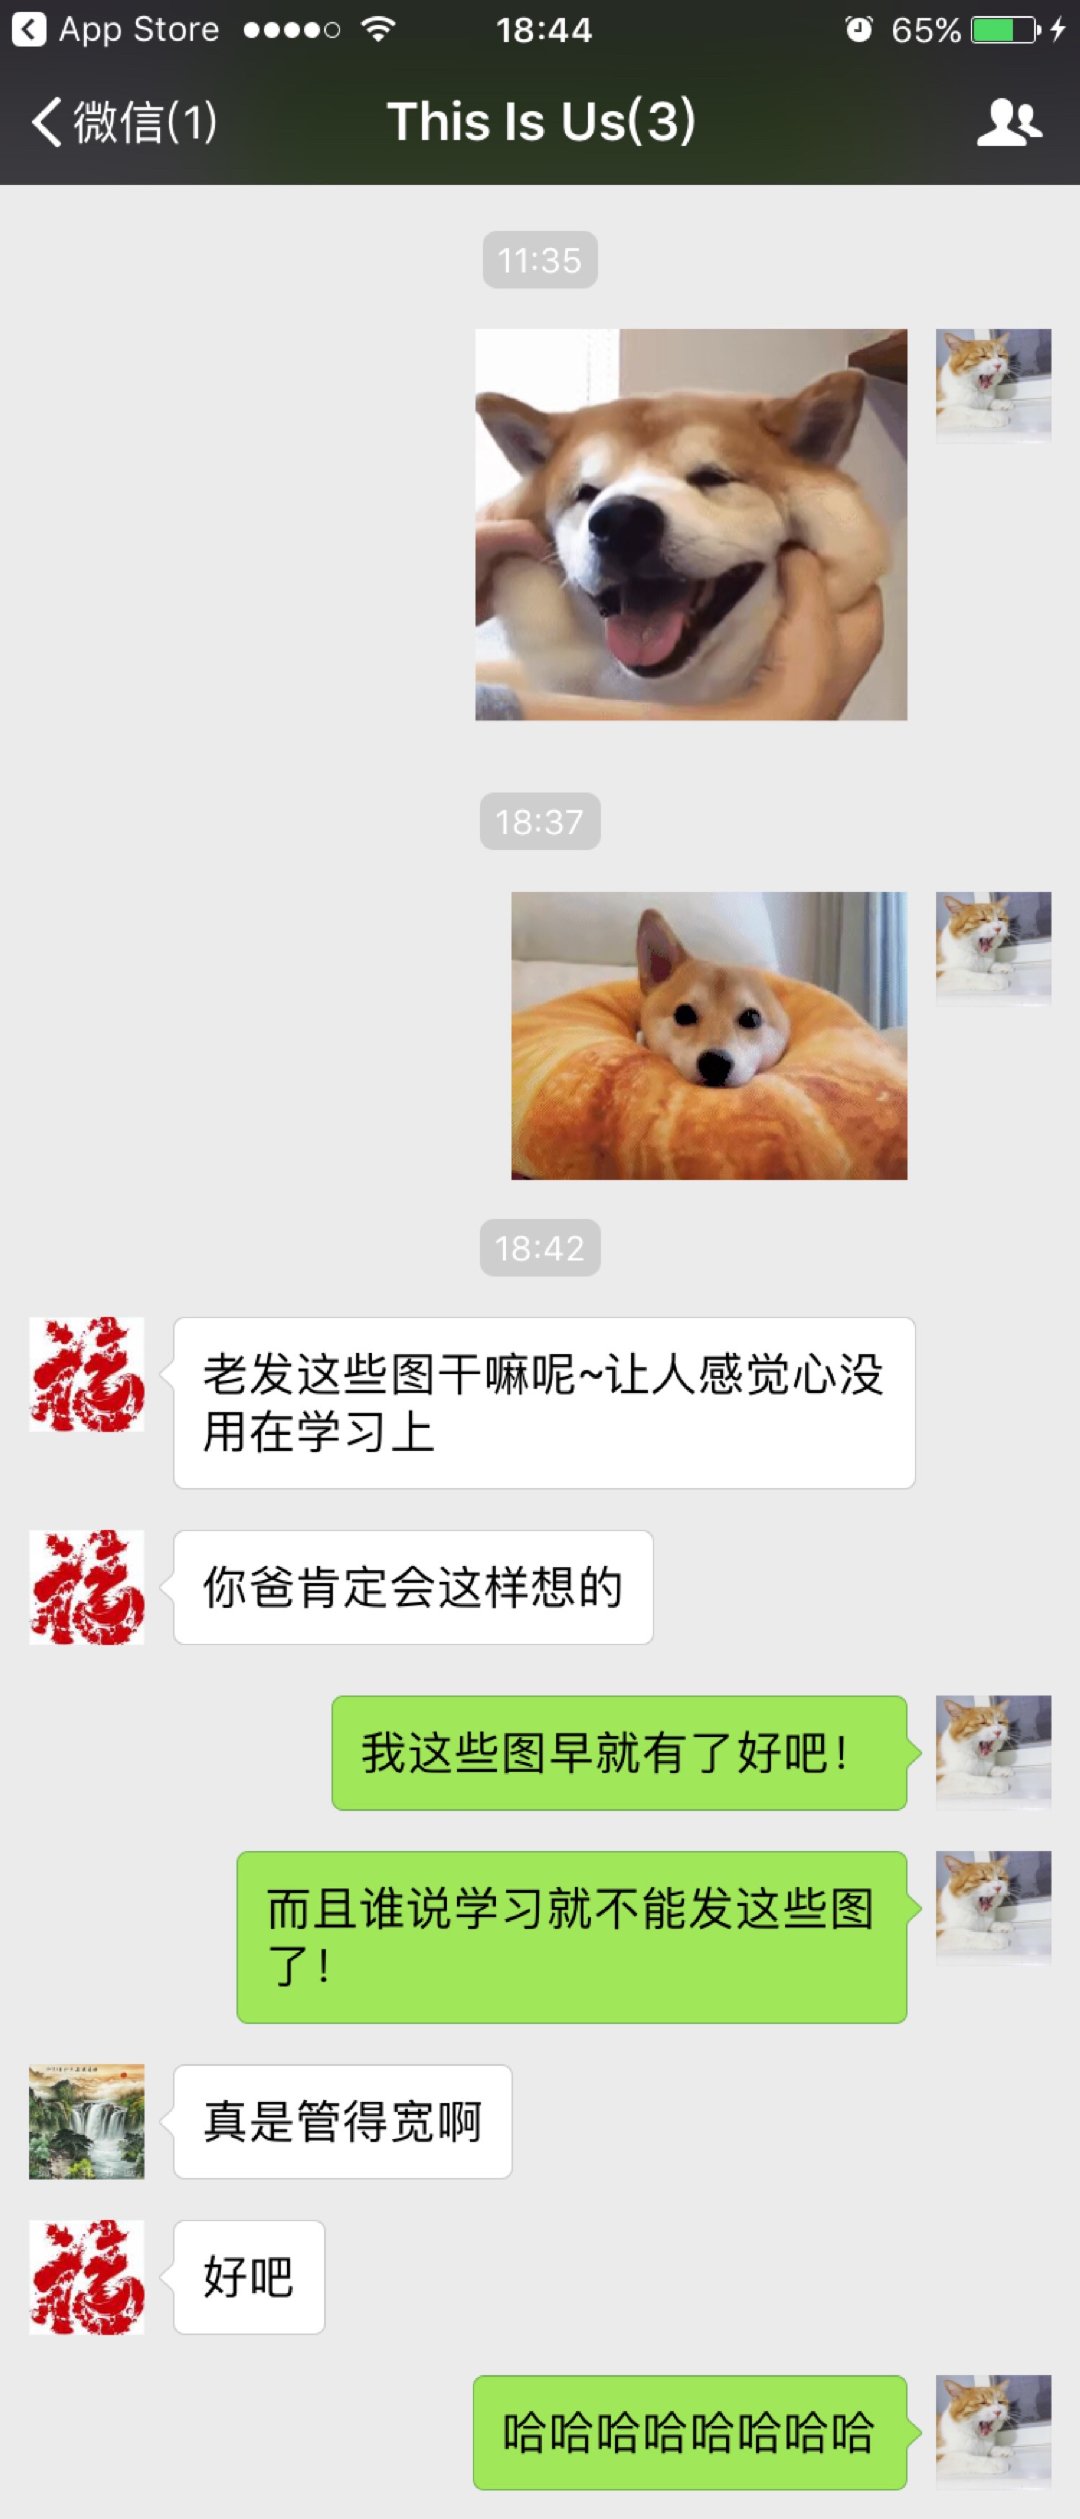 App Store 18:44 65%
微信(1) This Is Us(3)
11:35
18:37
18:42
福
老发这些图干嘛呢~让人感觉心没
用在学习上
福
你爸肯定会这样想的
我这些图早就有了好吧！
而且谁说学习就不能发这些图
了！
真是管得宽啊
福
好吧
哈哈哈哈哈哈哈哈